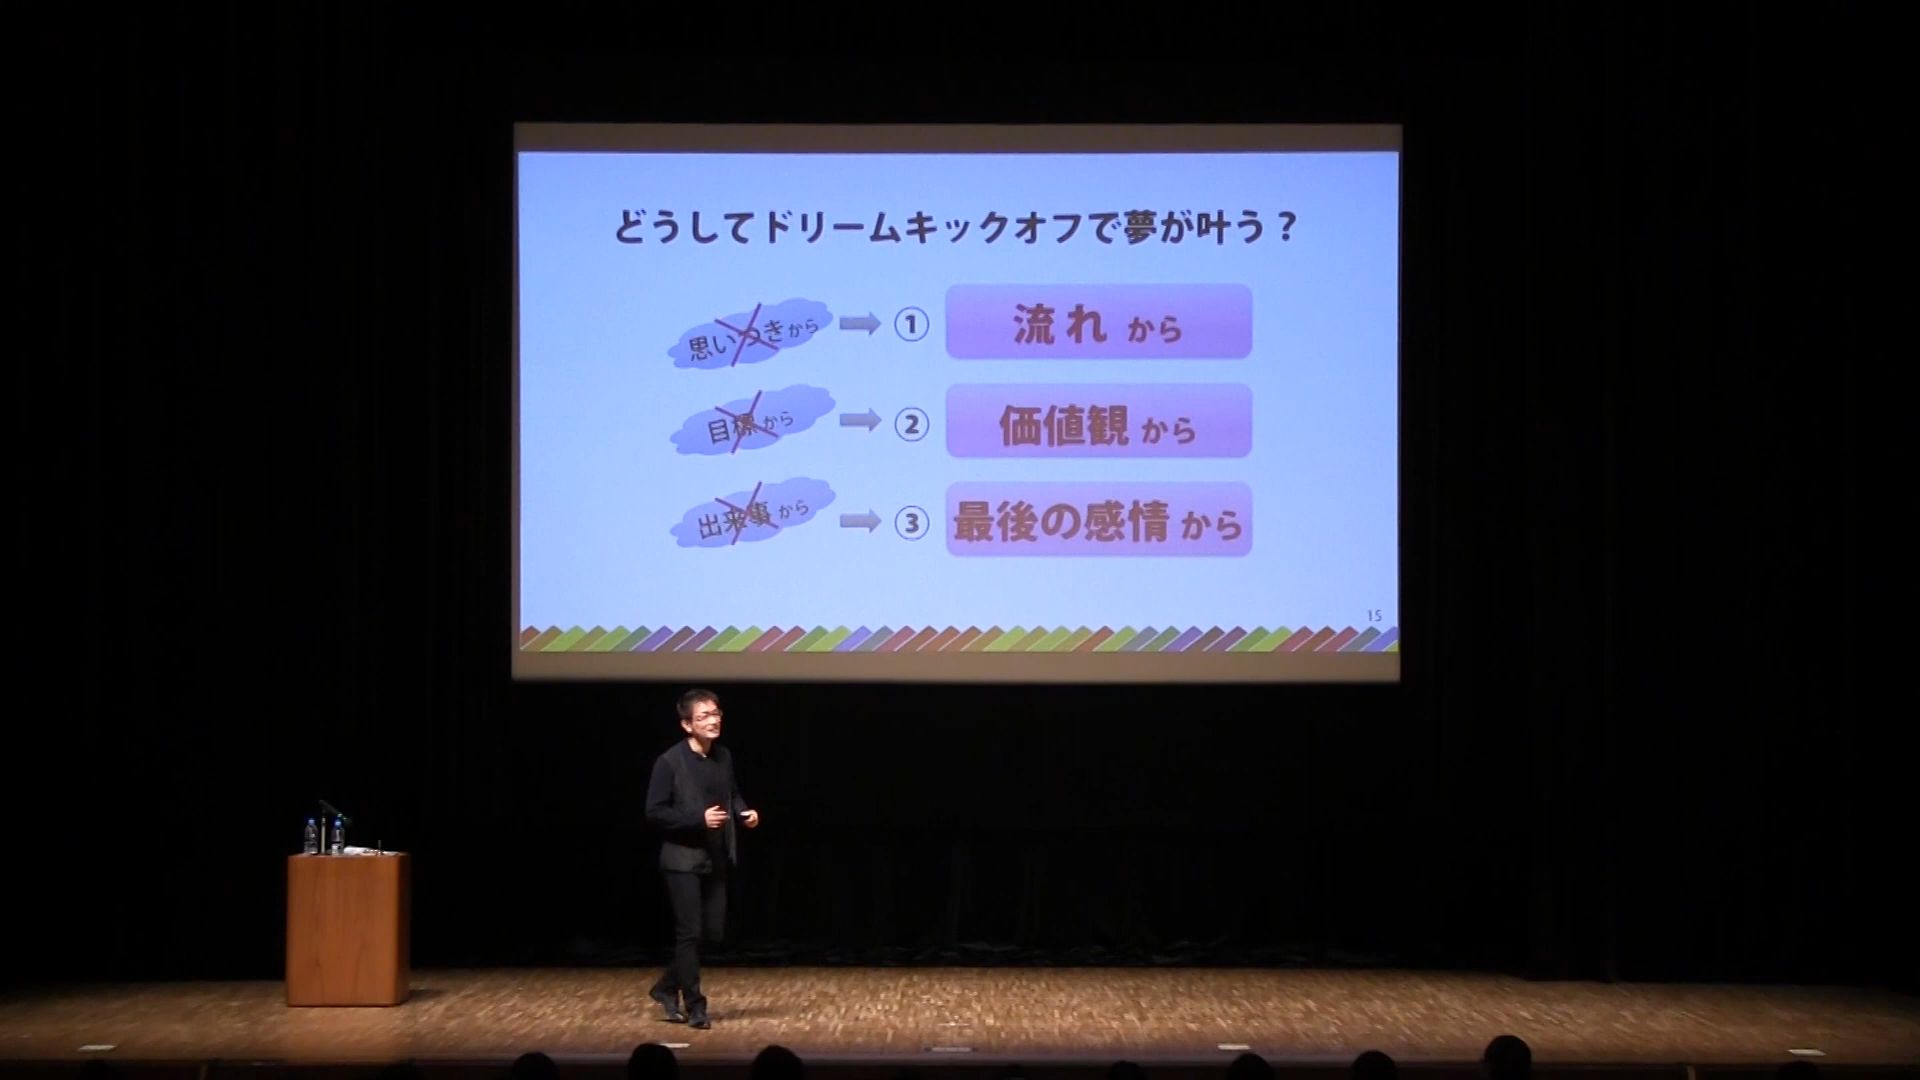 どうしてドリームキックオフで夢が叶う？
思いつきから ① 流れから
目標から ② 価値観から
出来事から ③ 最後の感情から
15